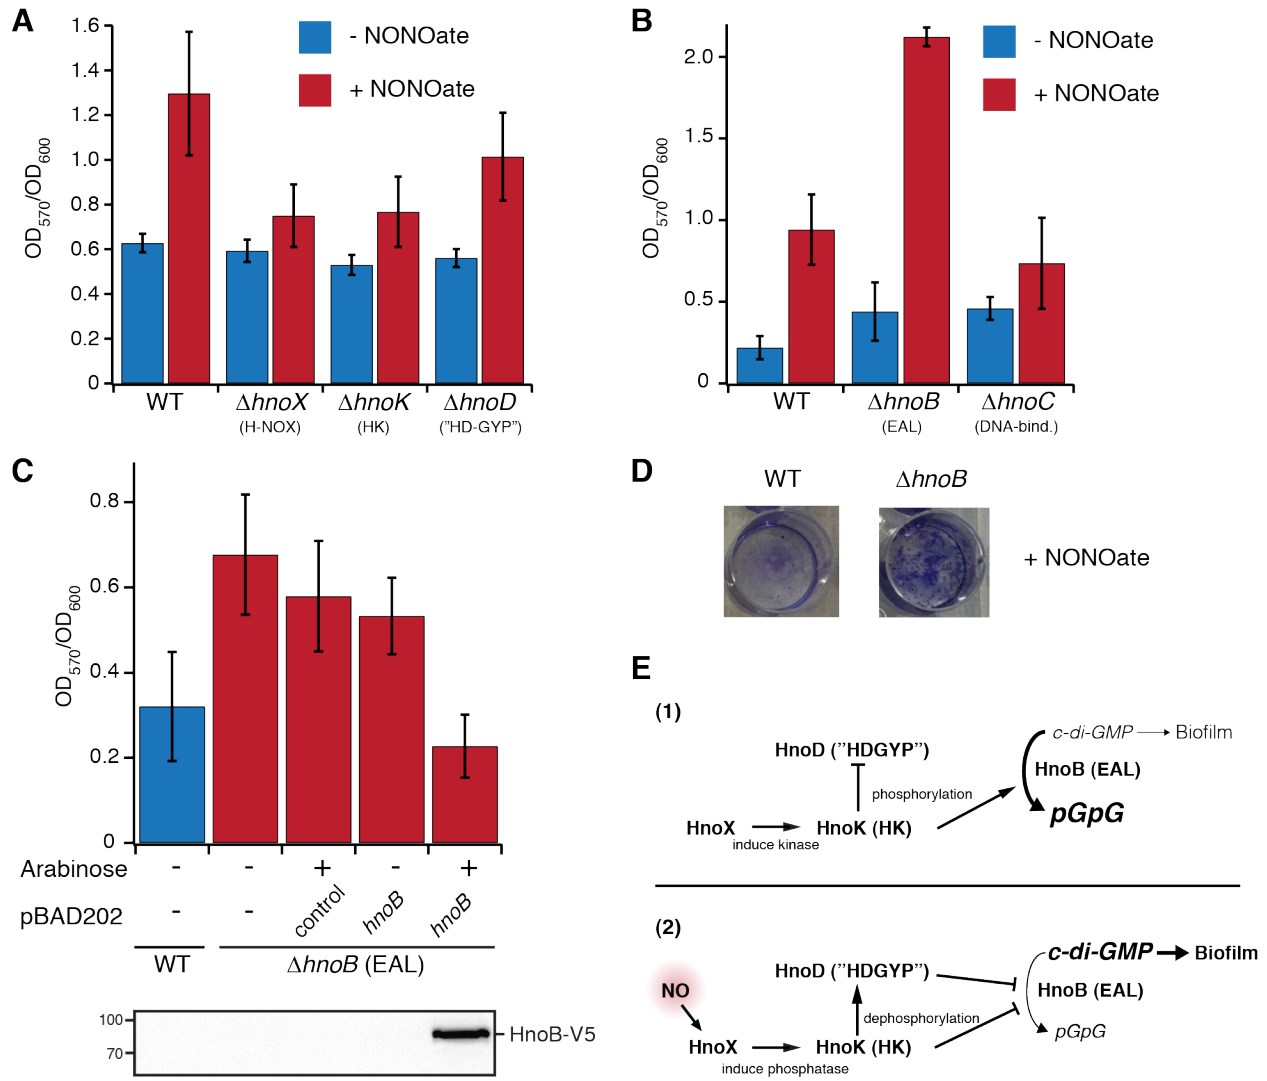 A
1.6
1.4
1.2
1.0
0.8
0.6
0.4
0.2
0
OD570/OD600
- NONOate
+ NONOate
WT
ΔhnoX
(H-NOX)
ΔhnoK
(HK)
ΔhnoD
("HD-GYP")
B
2.0
1.5
1.0
0.5
0
OD570/OD600
- NONOate
+ NONOate
WT
ΔhnoB
(EAL)
ΔhnoC
(DNA-bind.)
C
0.8
0.6
0.4
0.2
0
OD570/OD600
Arabinose - - + - +
pBAD202 - - control hnoB hnoB
WT
ΔhnoB (EAL)
100
70
HnoB-V5
D
WT
ΔhnoB
+ NONOate
E
(1)
c-di-GMP
Biofilm
HnoD ("HDGYP")
HnoB (EAL)
phosphorylation
pGpG
HnoX
HnoK (HK)
induce kinase
(2)
c-di-GMP
Biofilm
HnoD ("HDGYP")
NO
HnoB (EAL)
dephosphorylation
pGpG
HnoX
HnoK (HK)
induce phosphatase